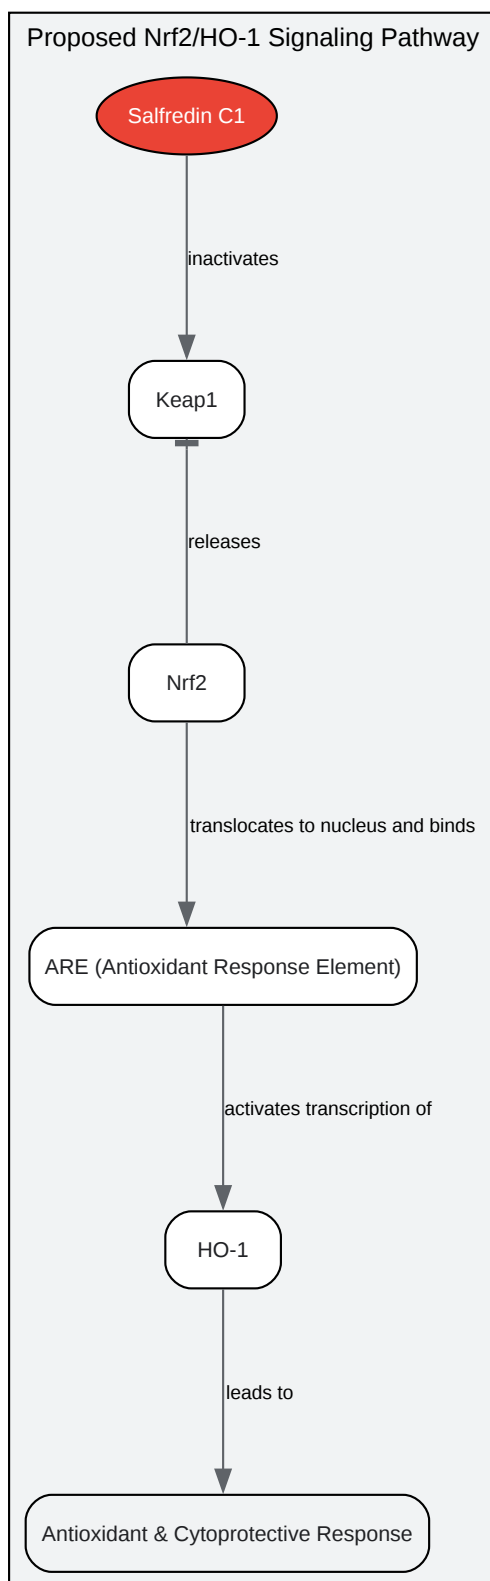 Proposed Nrf2/HO-1 Signaling Pathway
Salfredin C1
inactivates
Keap1
releases
Nrf2
translocates to nucleus and binds
ARE (Antioxidant Response Element)
activates transcription of
HO-1
leads to
Antioxidant & Cytoprotective Response